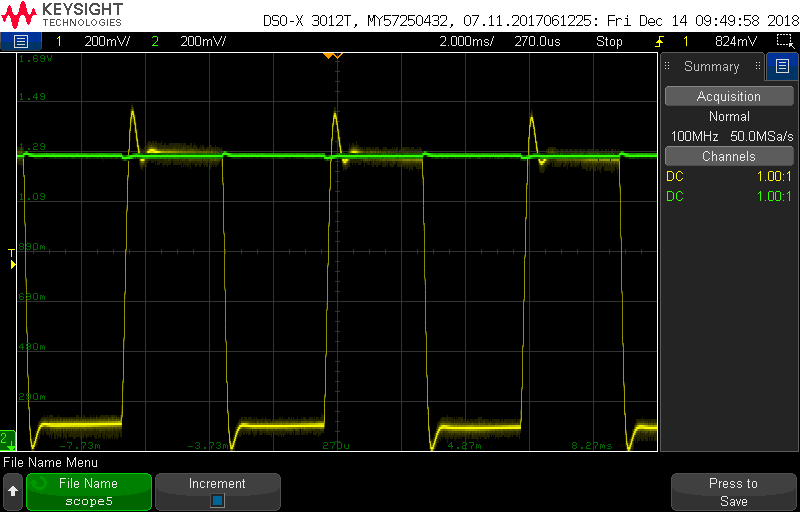 KEYSIGHT
TECHNOLOGIES
DSO-X 3012T, MY57250432, 07.11.2017061225: Fri Dec 14 09:49:58 2018
1 200mV/ 2 200mV/ 2.000ms/ 270.0us Stop 1 824mV
1.69V
1.49
1.29
1.09
890m
690m
490m
290m
-7.73m -3.73m 270u 4.27m 8.27ms
T
2
Summary
Acquisition
Normal
100MHz 50.0MSa/s
Channels
DC 1.00:1
DC 1.00:1
File Name Menu
File Name
scope5
Increment
Press to
Save